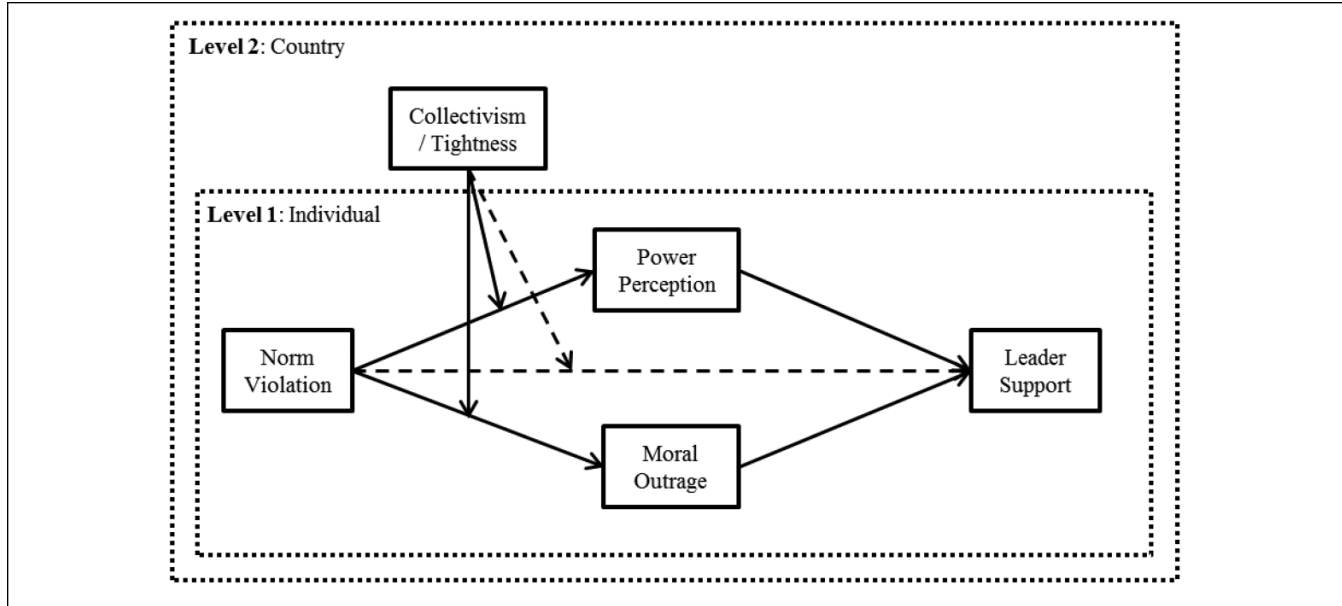 Level 2: Country
Collectivism
/ Tightness
Level 1: Individual
Power
Perception
Norm
Violation
Leader
Support
Moral
Outrage